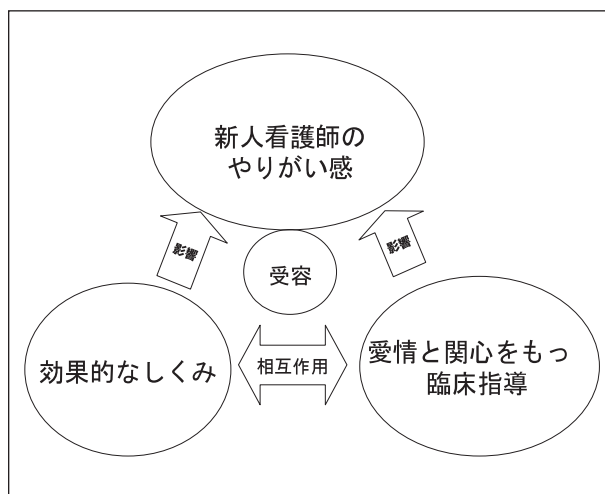 新人看護師の
やりがい感
影響
影響
受容
効果的なしくみ
相互作用
愛情と関心をもっ
臨床指導